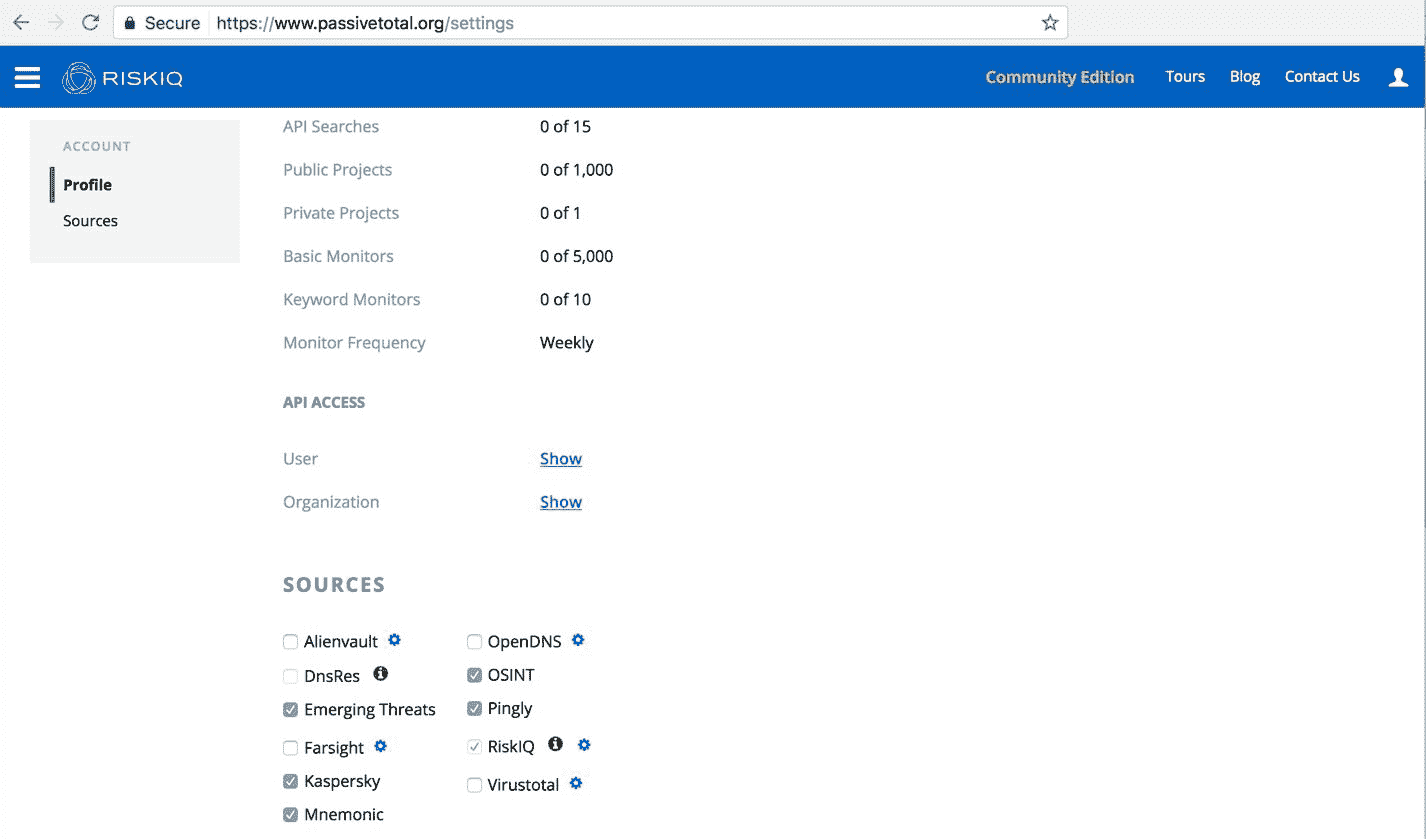 Secure https://www.passivetotal.org/settings
RISKIQ
Community Edition Tours Blog Contact Us
ACCOUNT
Profile
Sources
API Searches 0 of 15
Public Projects 0 of 1,000
Private Projects 0 of 1
Basic Monitors 0 of 5,000
Keyword Monitors 0 of 10
Monitor Frequency Weekly
API ACCESS
User Show
Organization Show
SOURCES
Alienvault OpenDNS
DnsRes OSINT
Emerging Threats Pingly
Farsight RiskIQ
Kaspersky Virustotal
Mnemonic